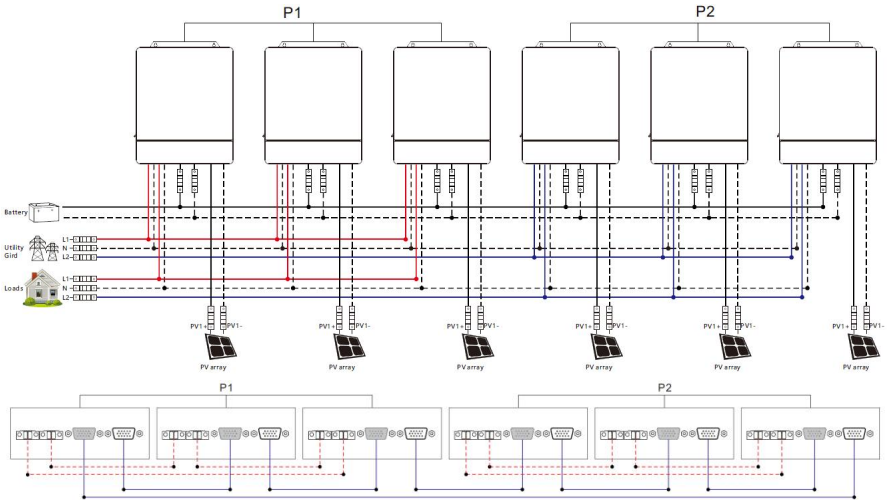 P1 P2
Battery
L1
Utility N
Gird L2
L1
Loads N
L2
PV1+ PV1- PV1+ PV1- PV1+ PV1- PV1+ PV1- PV1+ PV1- PV1+ PV1-
PV array PV array PV array PV array PV array PV array
P1 P2